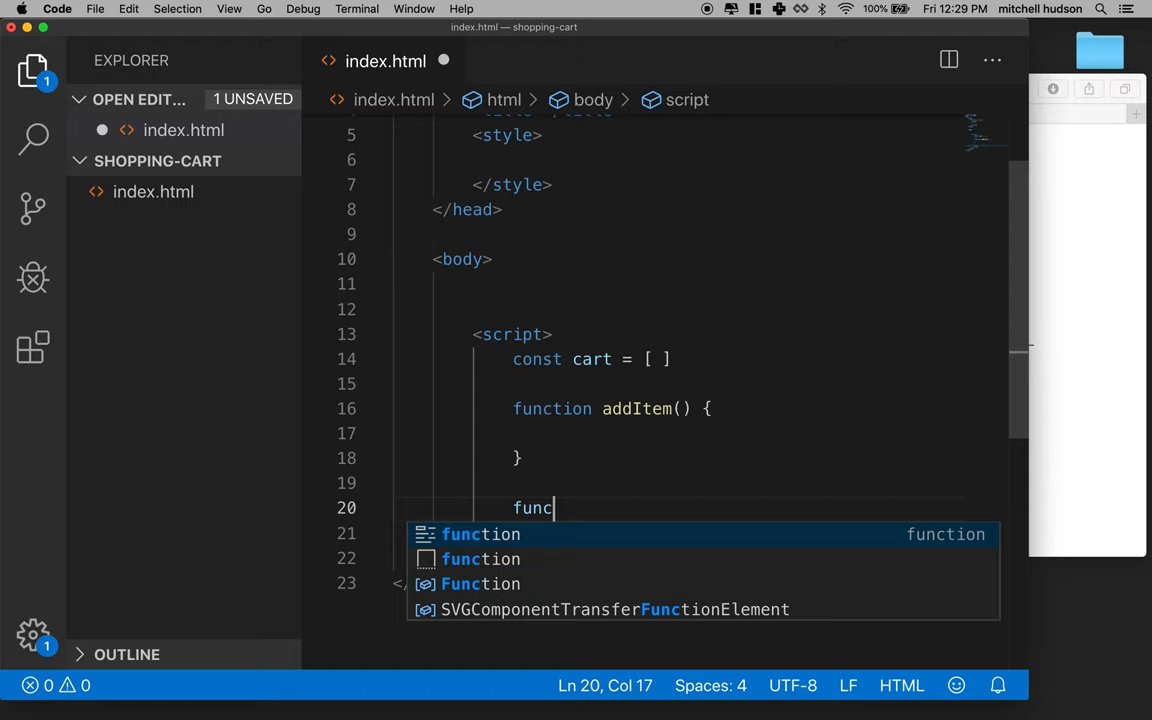 Code File Edit Selection View Go Debug Terminal Window Help 100% Fri 12:29 PM mitchell hudson
index.html — shopping-cart
EXPLORER
index.html
OPEN EDIT... 1 UNSAVED
index.html > html > body > script
index.html
SHOPPING-CART
index.html
5 <style>
6
7 </style>
8 </head>
9
10 <body>
11
12
13 <script>
14 const cart = [ ]
15
16 function addItem() {
17
18 }
19
20 func
21
22
23 </
function function
function
Function
SVGComponentTransferFunctionElement
1
1
OUTLINE
0 0 Ln 20, Col 17 Spaces: 4 UTF-8 LF HTML